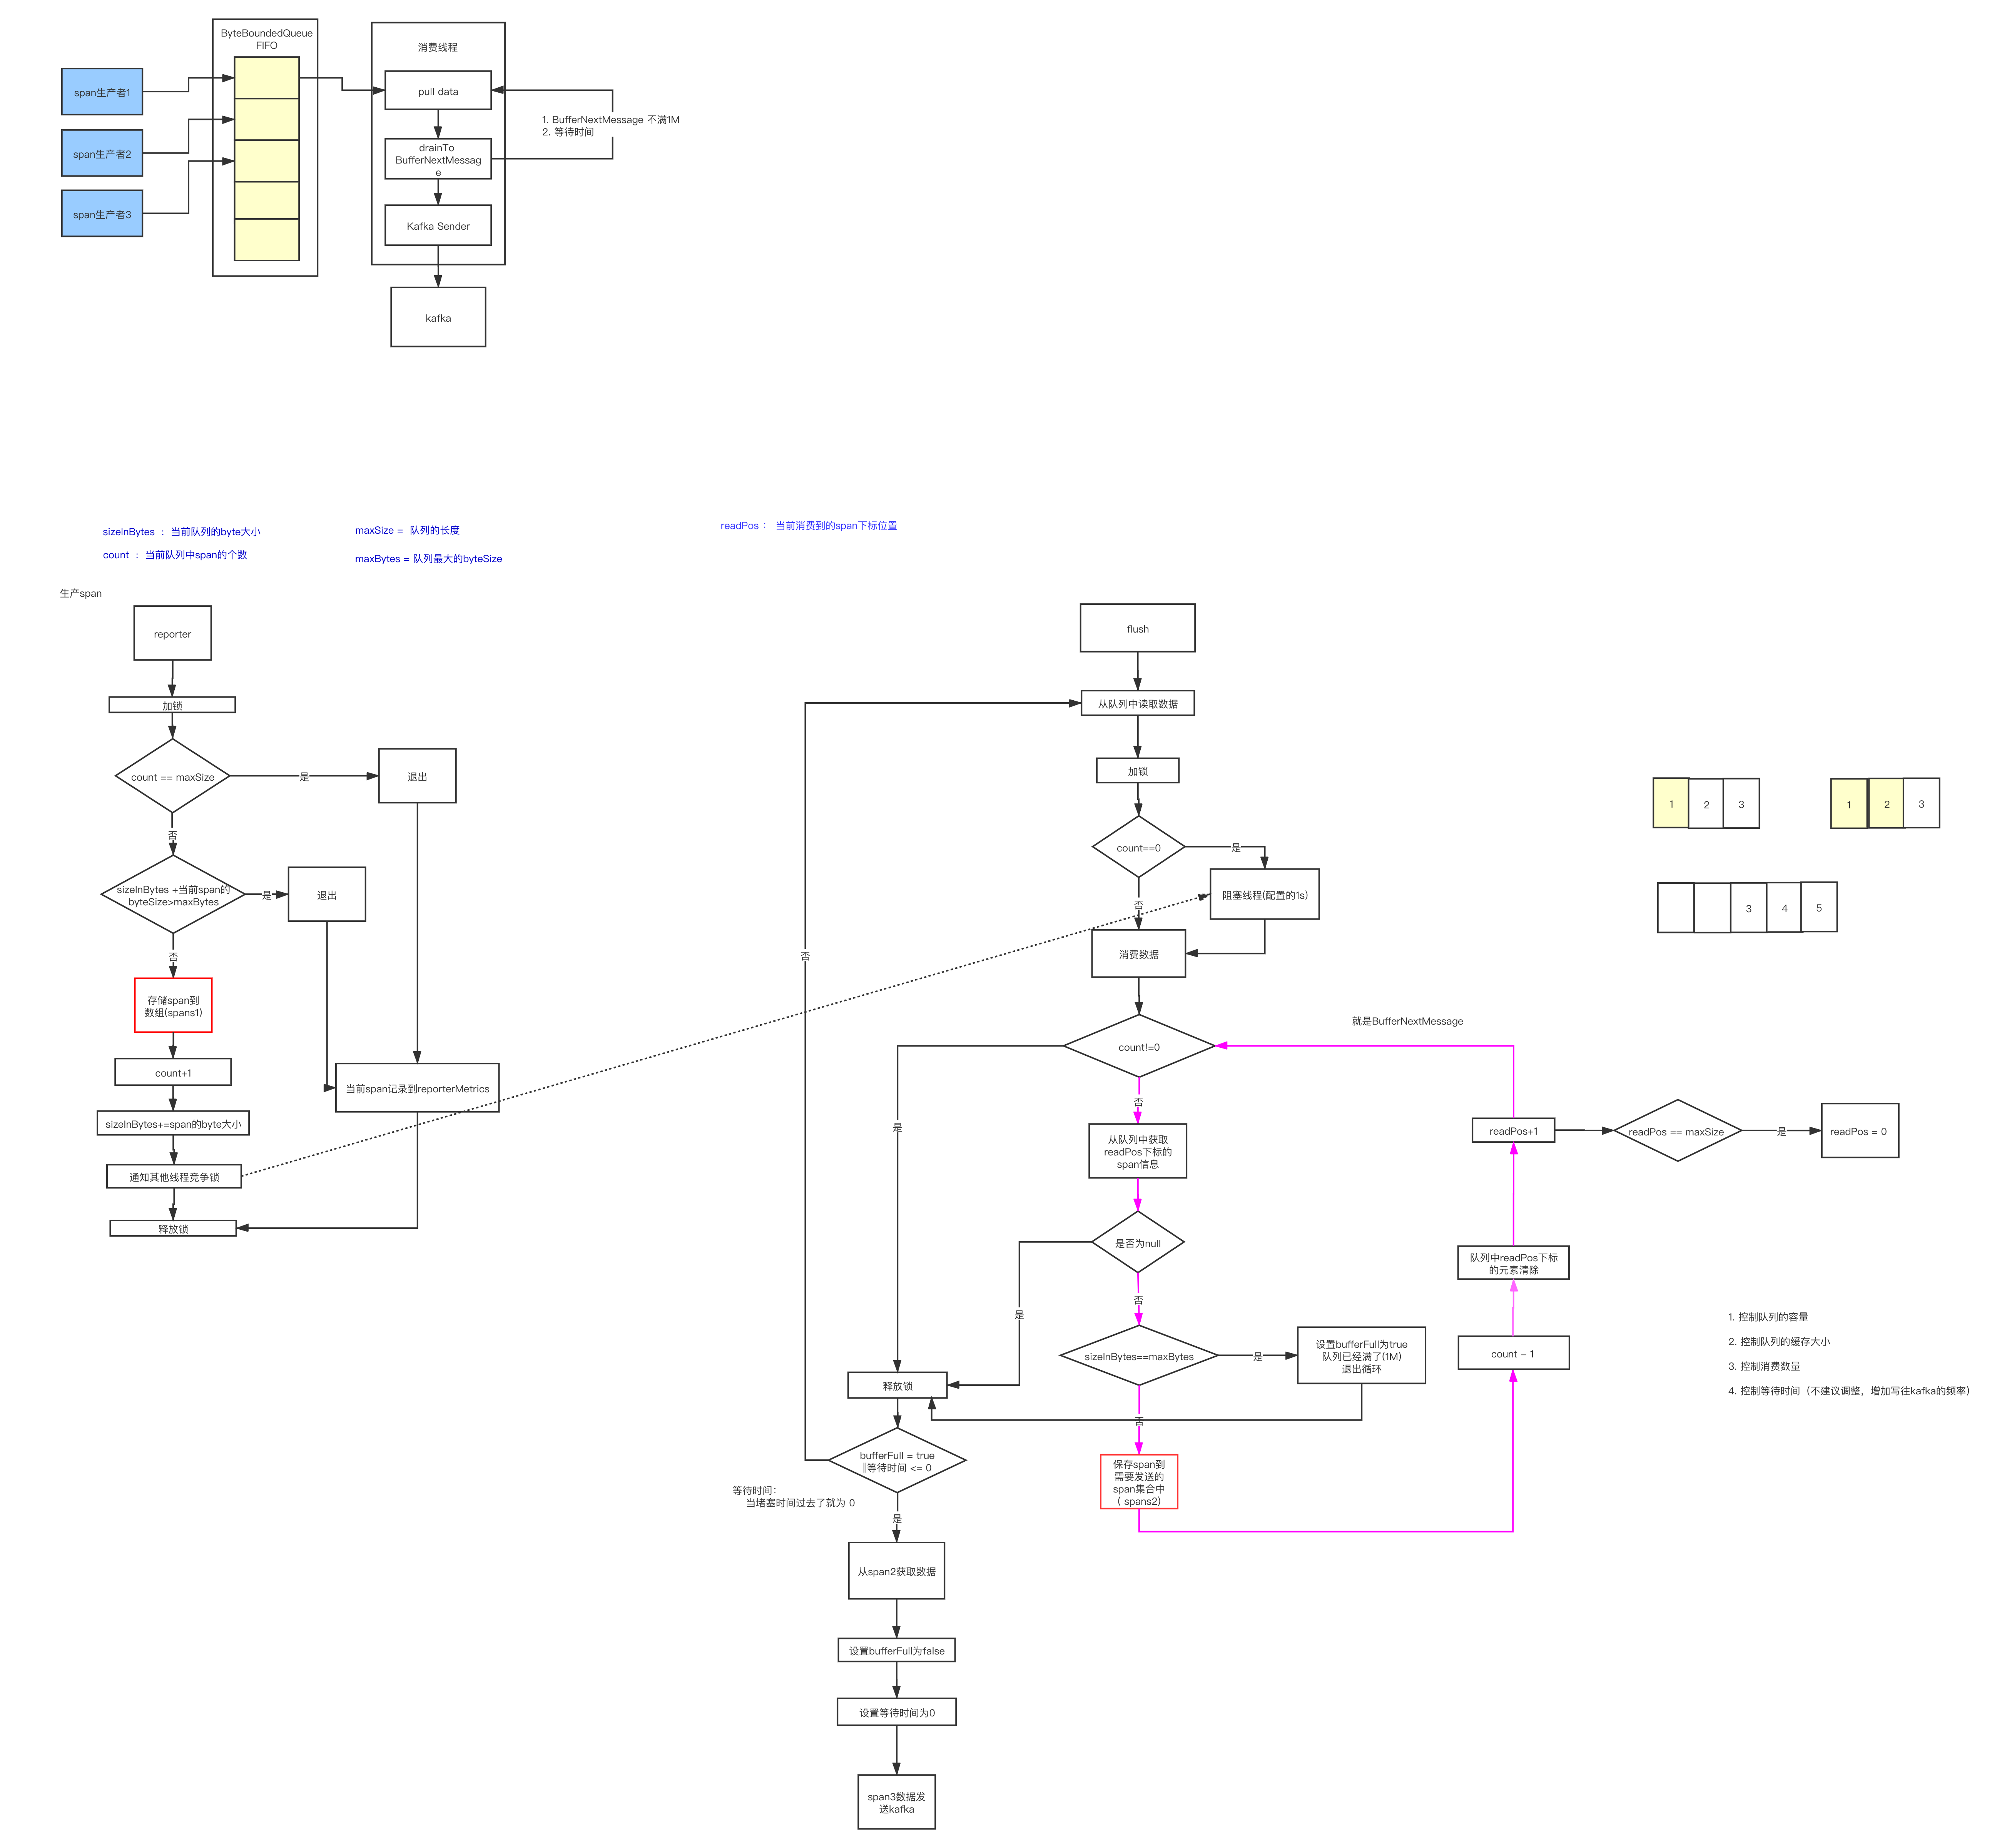 ByteBoundedQueue
FIFO
消费线程
span生产者1
span生产者2
span生产者3
pull data
1. BufferNextMessage 不满1M
2. 等待时间
drainTo
BufferNextMessag
e
Kafka Sender
kafka
sizeInBytes ： 当前队列的byte大小
count ：当前队列中span的个数
maxSize = 队列的长度
maxBytes = 队列最大的byteSize
readPos： 当前消费到的span下标位置
生产span
reporter
加锁
count == maxSize
是
退出
否
sizeInBytes +当前span的
byteSize>maxBytes
是
退出
否
存储span到
数组(spans1)
count+1
sizeInBytes+=span的byte大小
通知其他线程竞争锁
释放锁
当前span记录到reporterMetrics
flush
从队列中读取数据
加锁
count==0
是
阻塞线程(配置的1s)
否
消费数据
否
count!=0
是
否
从队列中获取
readPos下标的
span信息
是否为null
是
否
sizeInBytes==maxBytes
是
设置bufferFull为true
队列已经满了(1M)
退出循环
否
保存span到
需要发送的
span集合中
（ spans2)
释放锁
bufferFull = true
||等待时间 <= 0
等待时间：
当堵塞时间过去了就为 0
是
从span2获取数据
设置bufferFull为false
设置等待时间为0
span3数据发
送kafka
就是BufferNextMessage
readPos+1
readPos == maxSize
是
readPos = 0
队列中readPos下标
的元素清除
count - 1
1 2 3
1 2 3
3 4 5
1. 控制队列的容量
2. 控制队列的缓存大小
3. 控制消费数量
4. 控制等待时间（不建议调整，增加写往kafka的频率）